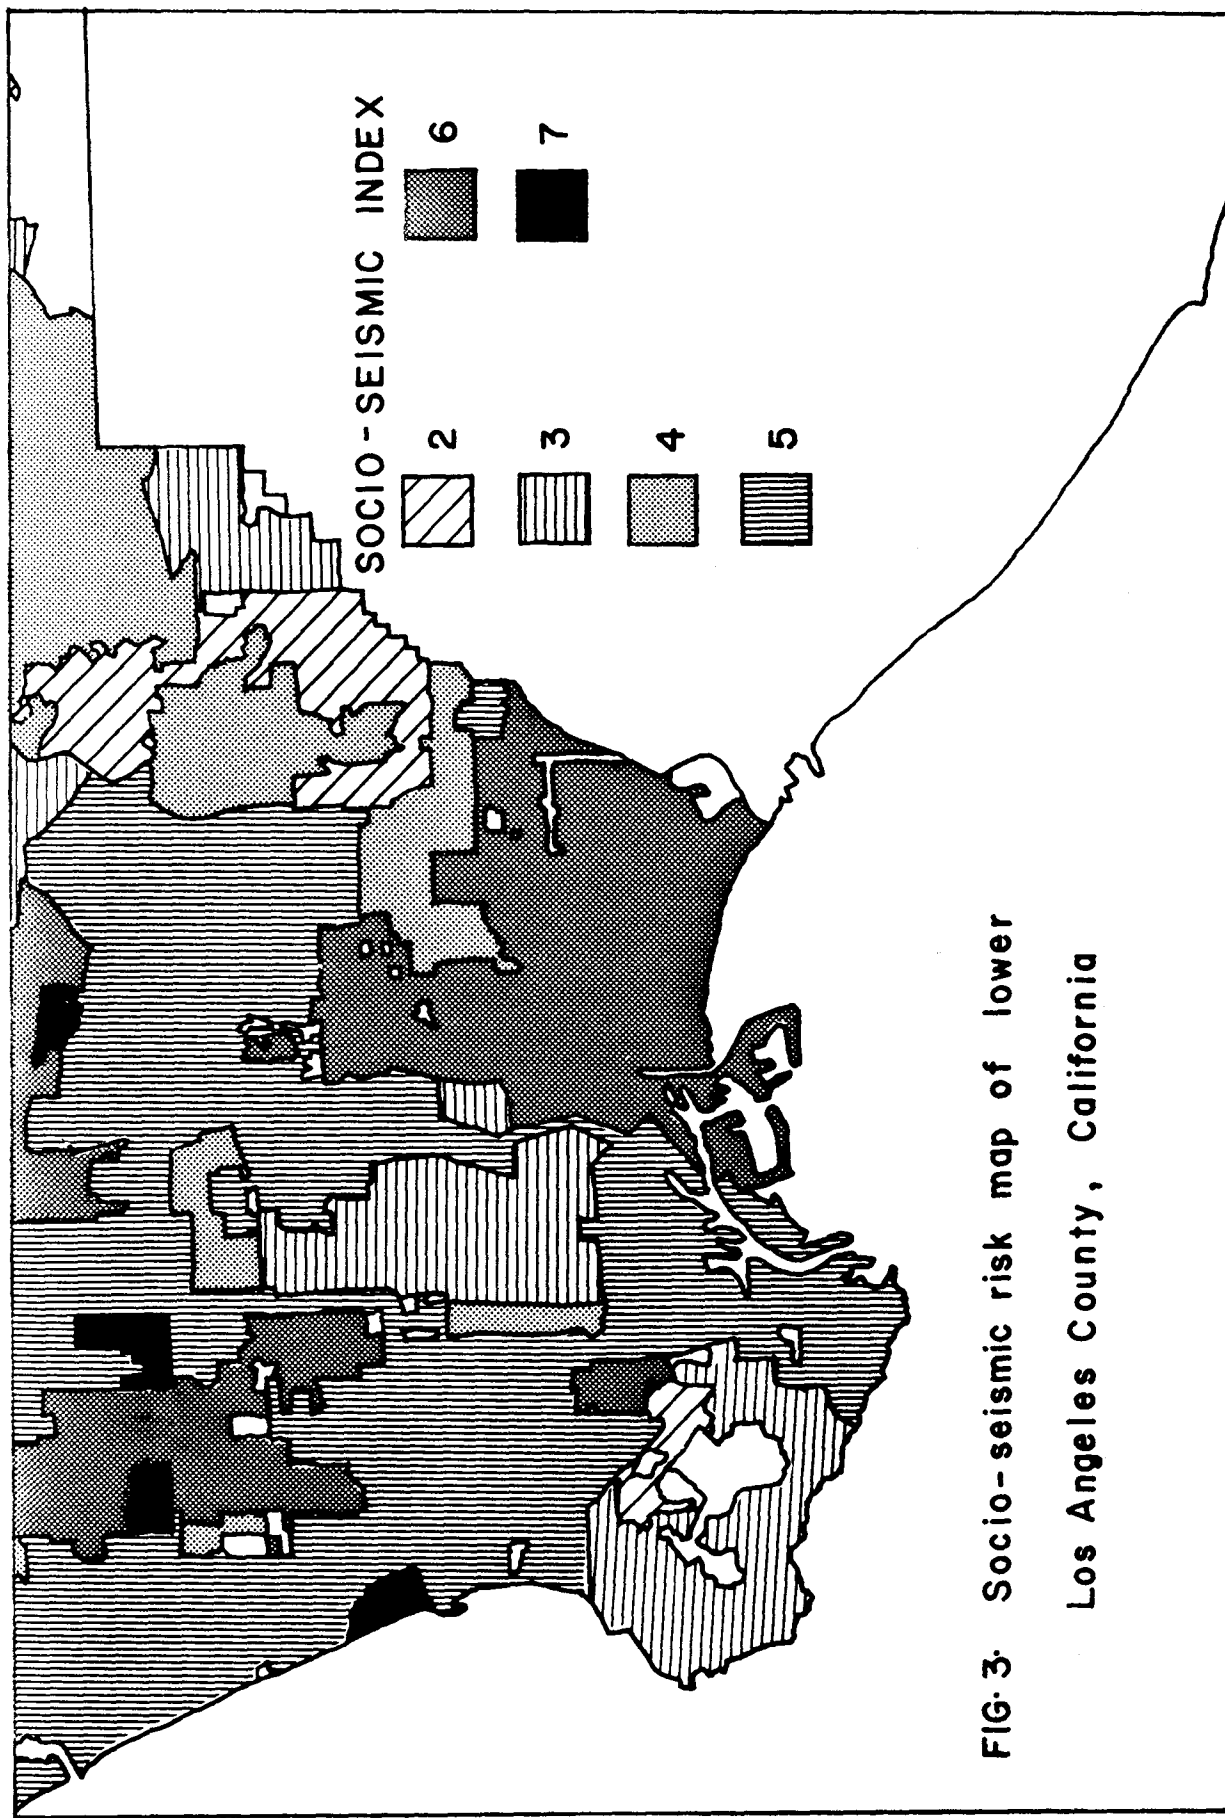 SOCIO-SEISMIC INDEX
2 6
3 7
4
5
FIG. 3. Socio-seismic risk map of lower
Los Angeles County, California